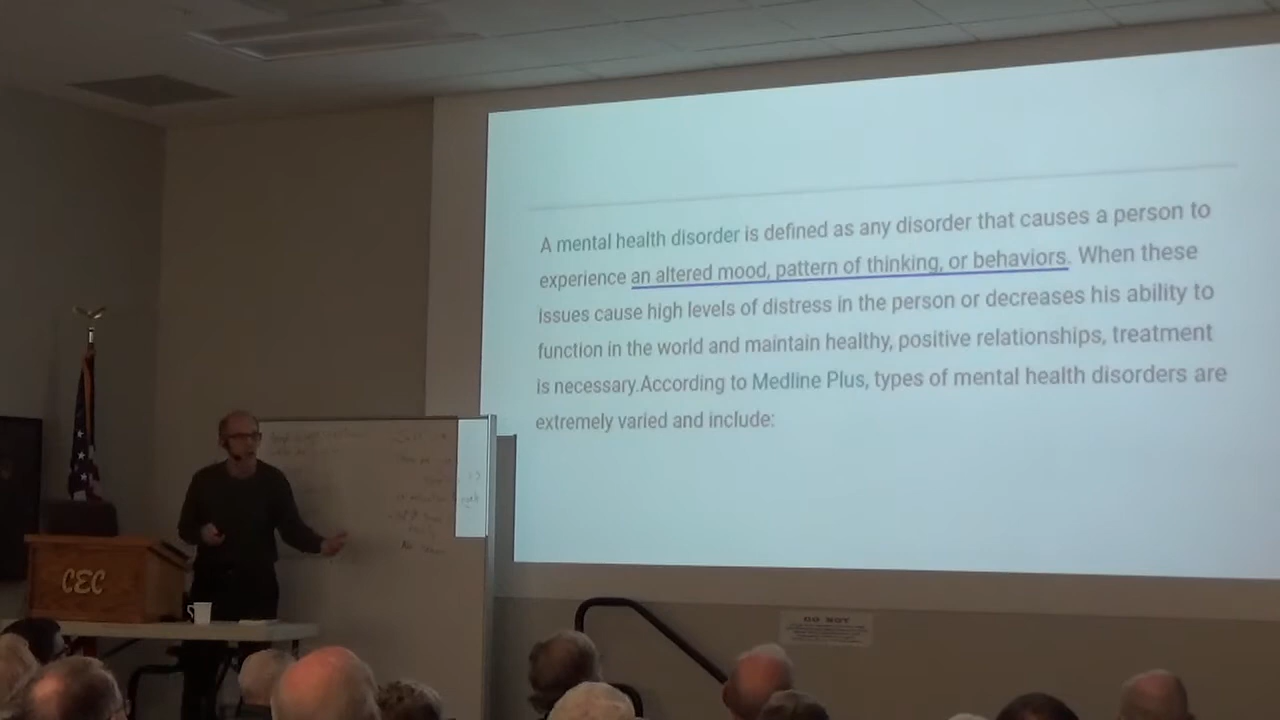 A mental health disorder is defined as any disorder that causes a person to
experience an altered mood, pattern of thinking, or behaviors. When these
issues cause high levels of distress in the person or decreases his ability to
function in the world and maintain healthy, positive relationships, treatment
is necessary.According to Medline Plus, types of mental health disorders are
extremely varied and include:
CEC
DO NOT